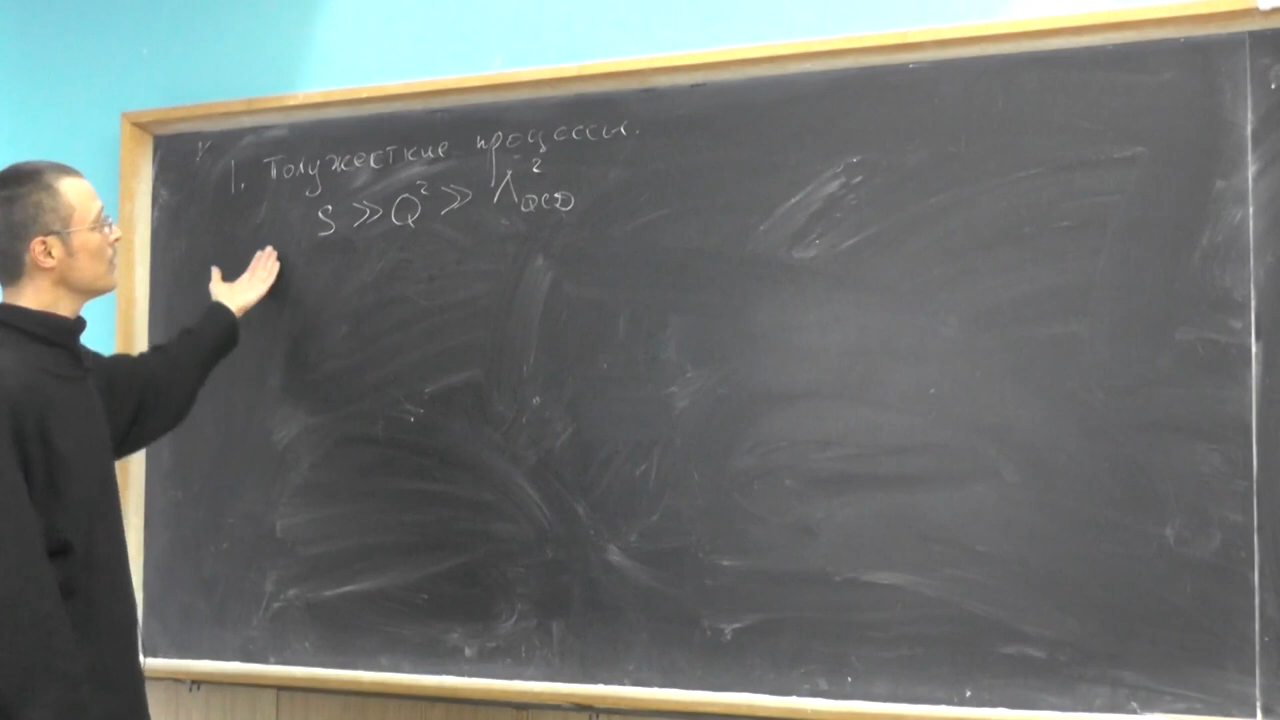 1. Полужесткие процессы.
S ≫ Q² ≫ Λ²QCD